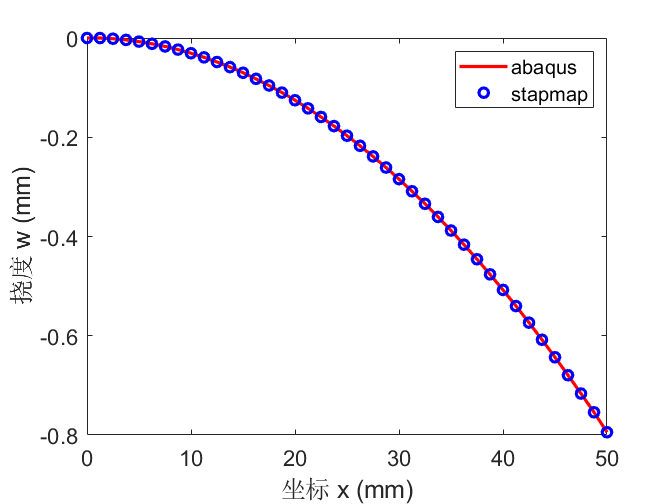 0
-0.2
-0.4
-0.6
-0.8
挠度 w (mm)
abaqus
stapmap
0 10 20 30 40 50
坐标 x (mm)